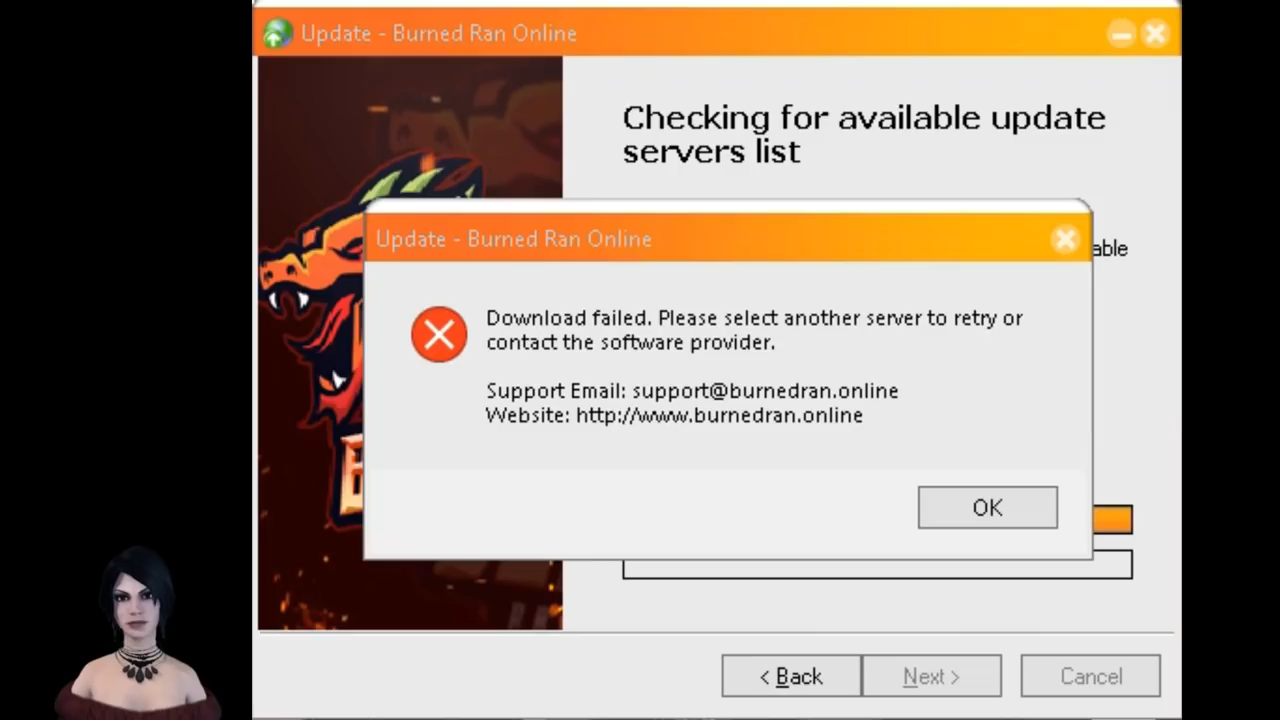 Update - Burned Ran Online
Checking for available update
servers list
able
Update - Burned Ran Online
Download failed. Please select another server to retry or
contact the software provider.
Support Email: support@burnedran.online
Website: http://www.burnedran.online
OK
< Back
Next >
Cancel